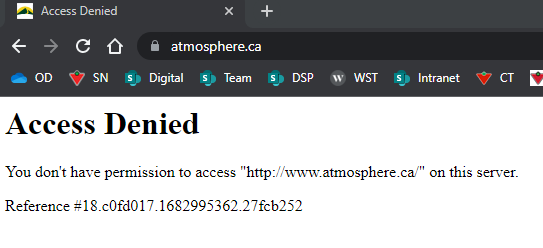 Access Denied
atmosphere.ca
OD SN Digital Team DSP WST Intranet CT
Access Denied
You don't have permission to access "http://www.atmosphere.ca/" on this server.
Reference #18.c0fd017.1682995362.27fcb252